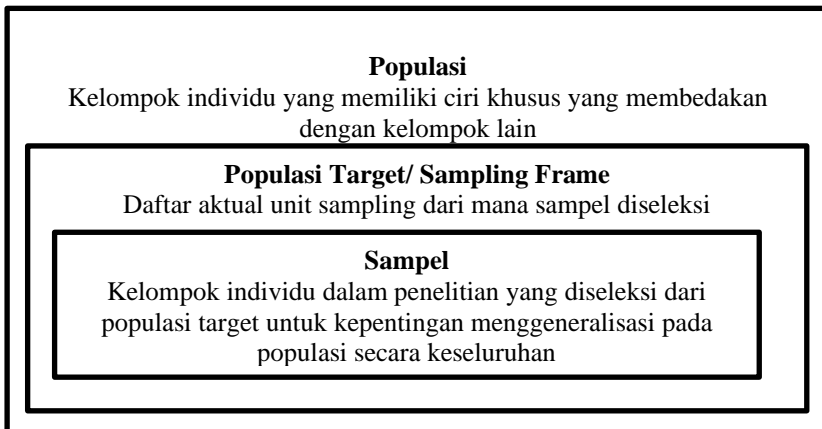 Populasi
Kelompok individu yang memiliki ciri khusus yang membedakan
dengan kelompok lain
Populasi Target/ Sampling Frame
Daftar aktual unit sampling dari mana sampel diseleksi
Sampel
Kelompok individu dalam penelitian yang diseleksi dari
populasi target untuk kepentingan menggeneralisasi pada
populasi secara keseluruhan